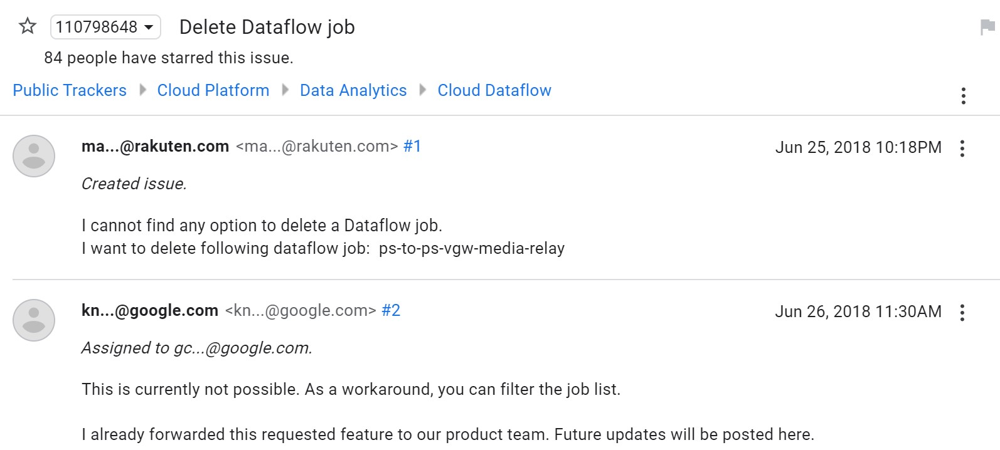 110798648 Delete Dataflow job
84 people have starred this issue.
Public Trackers Cloud Platform Data Analytics Cloud Dataflow
ma...@rakuten.com <ma...@rakuten.com> #1 Jun 25, 2018 10:18PM
Created issue.
I cannot find any option to delete a Dataflow job.
I want to delete following dataflow job:  ps-to-ps-vgw-media-relay
kn...@google.com <kn...@google.com> #2 Jun 26, 2018 11:30AM
Assigned to gc...@google.com.
This is currently not possible. As a workaround, you can filter the job list.
I already forwarded this requested feature to our product team. Future updates will be posted here.